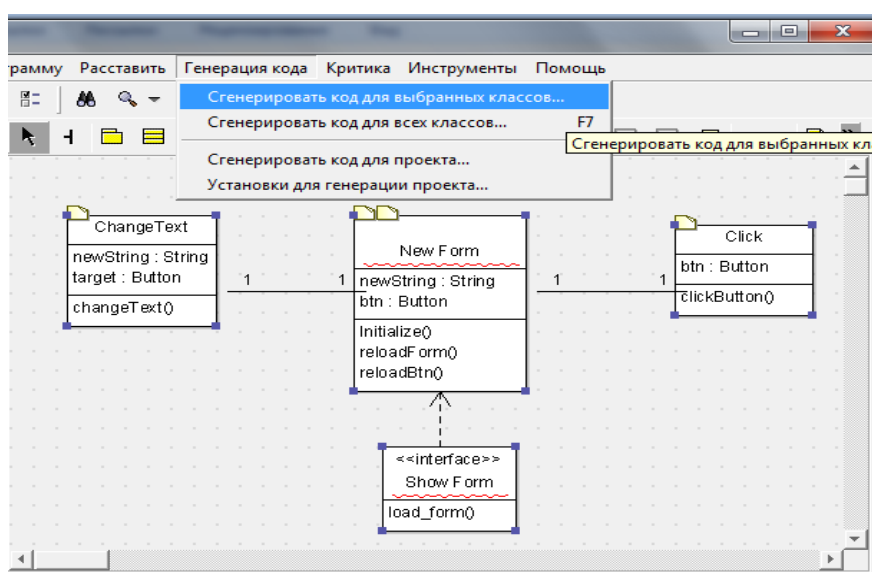 грамму Расставить Генерация кода Критика Инструменты Помощь
Сгенерировать код для выбранных классов...
Сгенерировать код для всех классов... F7
Сгенерировать код для выбранных кл
Сгенерировать код для проекта...
Установки для генерации проекта...
ChangeText
newString : String
target : Button
changeText()
1 1
New Form
newString : String
btn : Button
Initialize()
reloadForm()
reloadBtn()
1 1
Click
btn : Button
clickButton()
<<interface>>
Show Form
load_form()